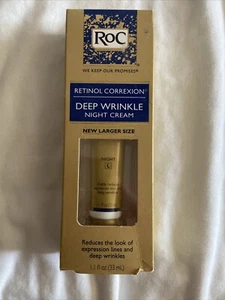 RoC
WE KEEP OUR PROMISES®
RETINOL CORREXION®
DEEP WRINKLE
NIGHT CREAM
NEW LARGER SIZE
Reduces the look of
expression lines and
deep wrinkles
1.1 fl oz (33 mL)